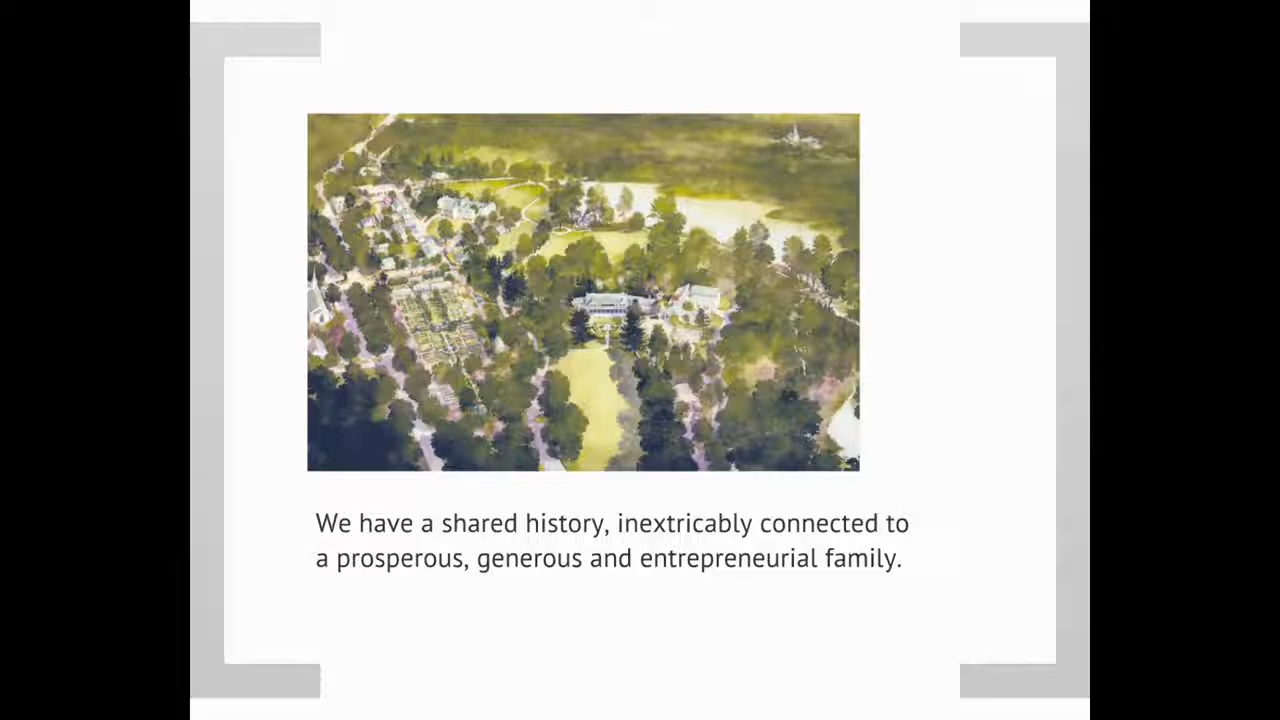 We have a shared history, inextricably connected to
a prosperous, generous and entrepreneurial family.